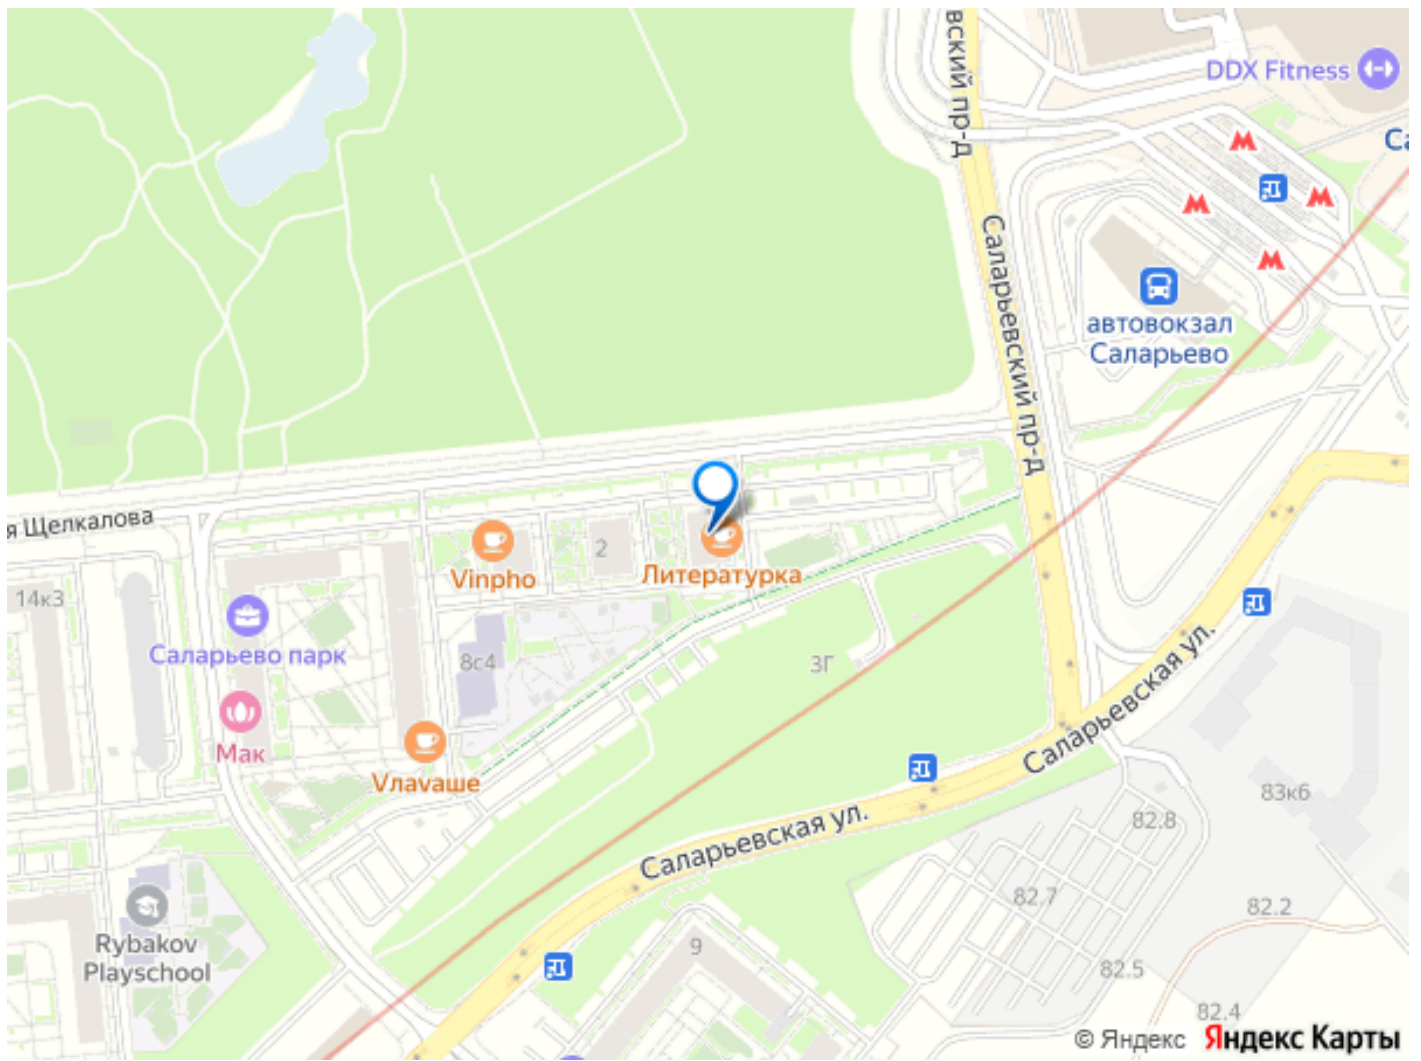 вский пр-д
DDX Fitness
Са
М
М
М
М
Саларьевский пр-д
автовокзал
Саларьево
я Щелкалова
Vinpho
2
Литературка
14к3
Саларьево парк
8с4
3Г
Мак
Vлаvаше
Саларьевская ул.
Саларьевская ул.
83к6
82.8
82.7
82.2
Rybakov
Playschool
9
82.5
82.4
© Яндекс Яндекс Карты